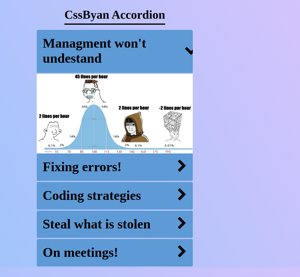 CssByan Accordion
Managment won't
undestand
45 lines per hour
2 lines per hour
2 lines per hour
-2 lines per hour
Fixing errors!
Coding strategies
Steal what is stolen
On meetings!